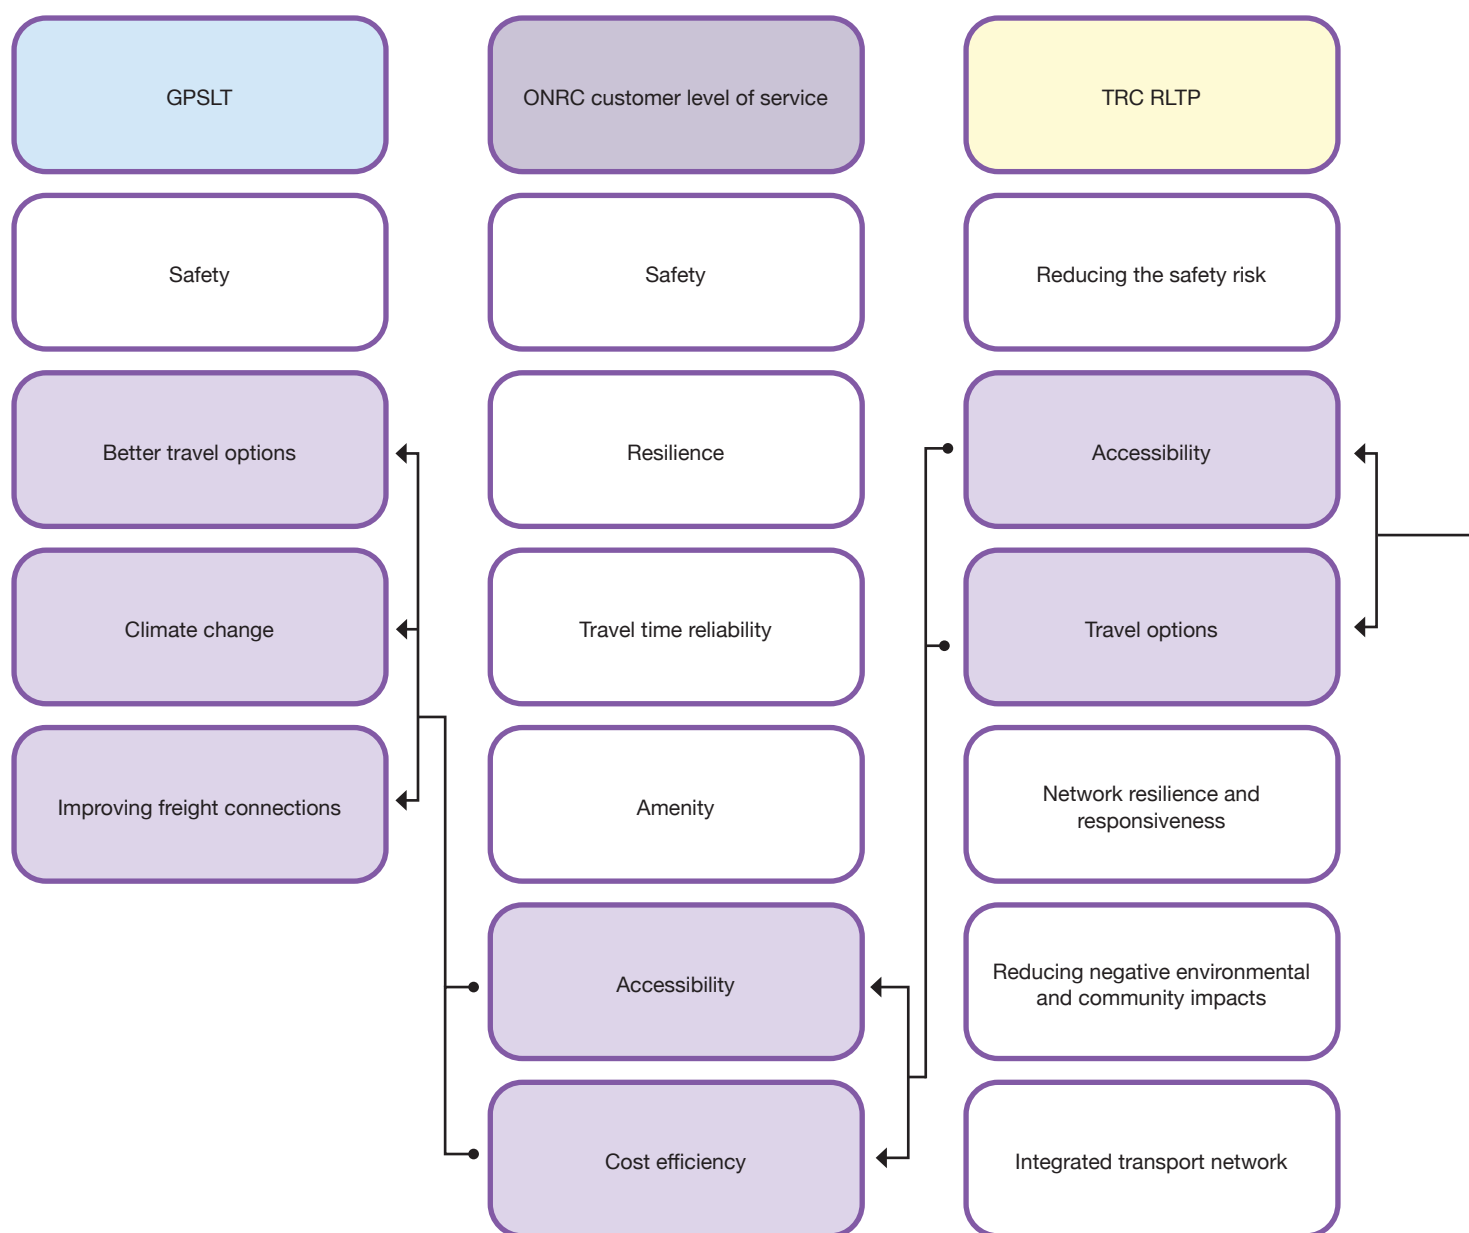 GPSLT
ONRC customer level of service
TRC RLTP
Safety
Safety
Reducing the safety risk
Better travel options
Resilience
Accessibility
Climate change
Travel time reliability
Travel options
Improving freight connections
Amenity
Network resilience and
responsiveness
Accessibility
Reducing negative environmental
and community impacts
Cost efficiency
Integrated transport network